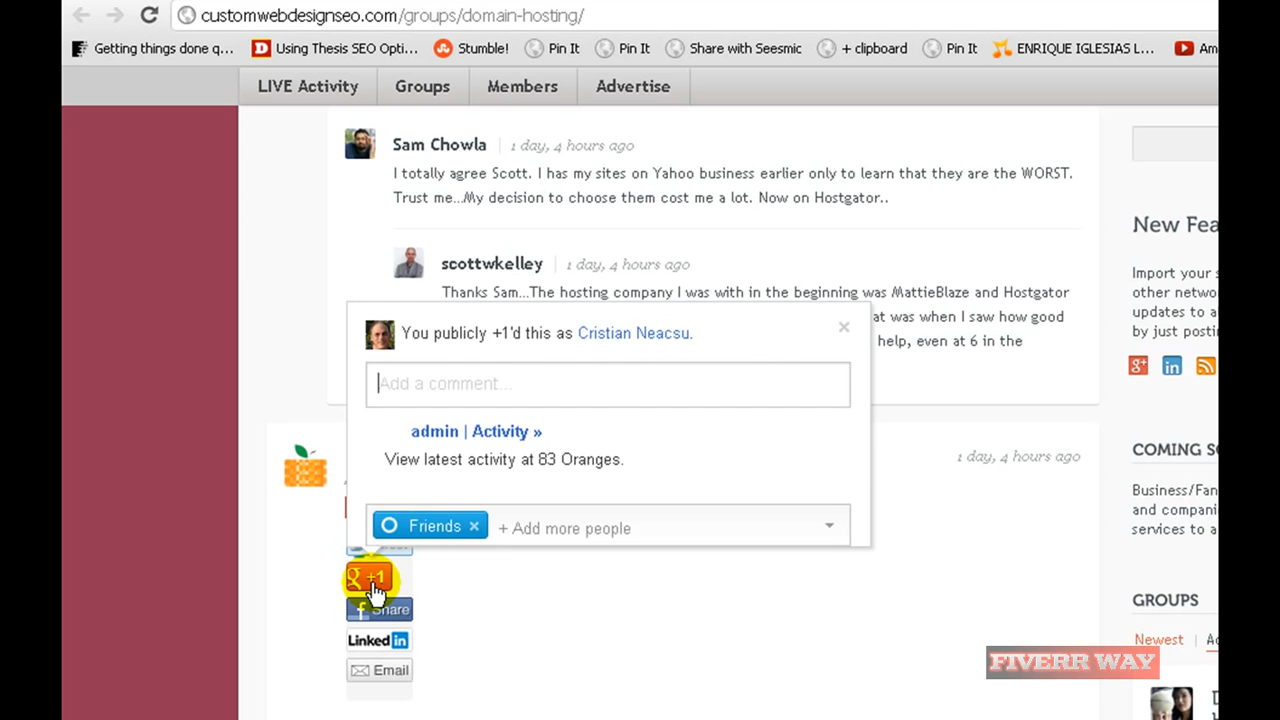 customwebdesignseo.com/groups/domain-hosting/
Getting things done q... Using Thesis SEO Opti... Stumble! Pin It Pin It Share with Seesmic + clipboard Pin It ENRIQUE IGLESIAS L...
LIVE Activity Groups Members Advertise
Sam Chowla 1 day, 4 hours ago
I totally agree Scott. I has my sites on Yahoo business earlier only to learn that they are the WORST.
Trust me...My decision to choose them cost me a lot. Now on Hostgator..
scottwkelley 1 day, 4 hours ago
Thanks Sam...The hosting company I was with in the beginning was MattieBlaze and Hostgator
at was when I saw how good
help, even at 6 in the
You publicly +1'd this as Cristian Neacsu.
Add a comment...
admin | Activity »
View latest activity at 83 Oranges.
Friends × + Add more people
1 day, 4 hours ago
g +1
f Share
Linked in
Email
New Fea
Import your s
other netwo
updates to a
by just posti
g+ in
COMING SO
Business/Fan
and companie
services to a
GROUPS
Newest
FIVERR WAY